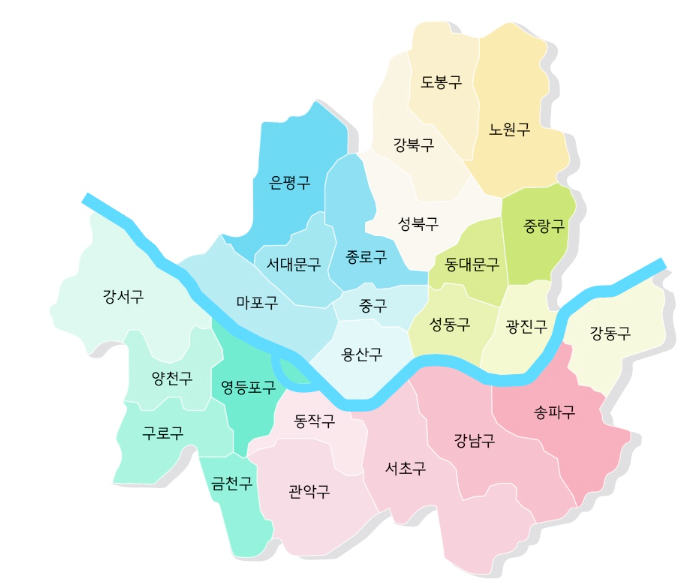 도봉구
노원구
강북구
은평구
성북구
중랑구
서대문구
종로구
동대문구
강서구
마포구
중구
성동구
광진구
강동구
용산구
양천구
영등포구
송파구
동작구
구로구
강남구
서초구
금천구
관악구